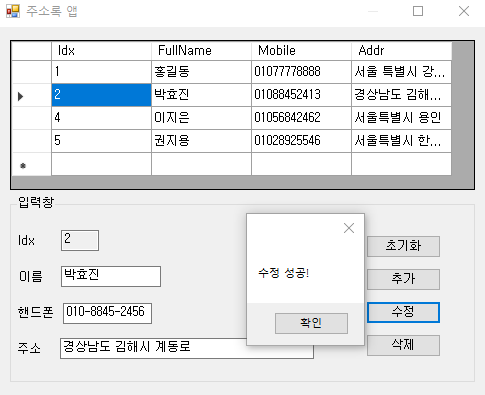 주소록 앱
Idx FullName Mobile Addr
1 홍길동 01077778888 서울 특별시 강...
2 박효진 01088452413 경상남도 김해...
4 이지은 01056842462 서울특별시 용인
5 권지용 01028925546 서울특별시 한...
입력창
Idx 2
이름 박효진
핸드폰 010-8845-2456
주소 경상남도 김해시 계동로
수정 성공!
확인
초기화
추가
수정
삭제